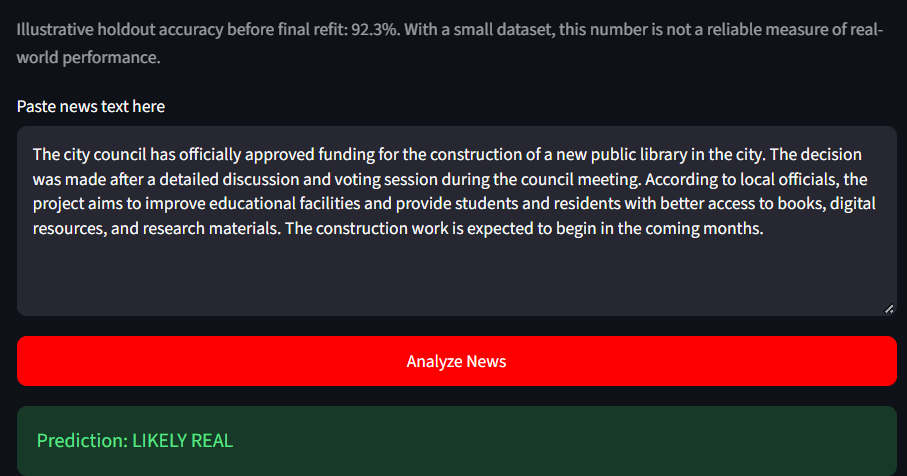 Illustrative holdout accuracy before final refit: 92.3%. With a small dataset, this number is not a reliable measure of real-
world performance.
Paste news text here
The city council has officially approved funding for the construction of a new public library in the city. The decision
was made after a detailed discussion and voting session during the council meeting. According to local officials, the
project aims to improve educational facilities and provide students and residents with better access to books, digital
resources, and research materials. The construction work is expected to begin in the coming months.
Analyze News
Prediction: LIKELY REAL